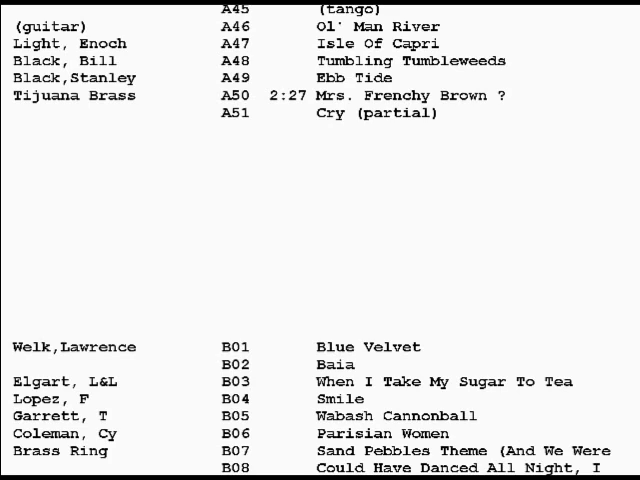 A45 (tango)
(guitar) A46 Ol' Man River
Light, Enoch A47 Isle Of Capri
Black, Bill A48 Tumbling Tumbleweeds
Black,Stanley A49 Ebb Tide
Tijuana Brass A50 2:27 Mrs. Frenchy Brown ?
A51 Cry (partial)
Welk,Lawrence B01 Blue Velvet
B02 Baia
Elgart, L&L B03 When I Take My Sugar To Tea
Lopez, F B04 Smile
Garrett, T B05 Wabash Cannonball
Coleman, Cy B06 Parisian Women
Brass Ring B07 Sand Pebbles Theme (And We Were
B08 Could Have Danced All Night, I